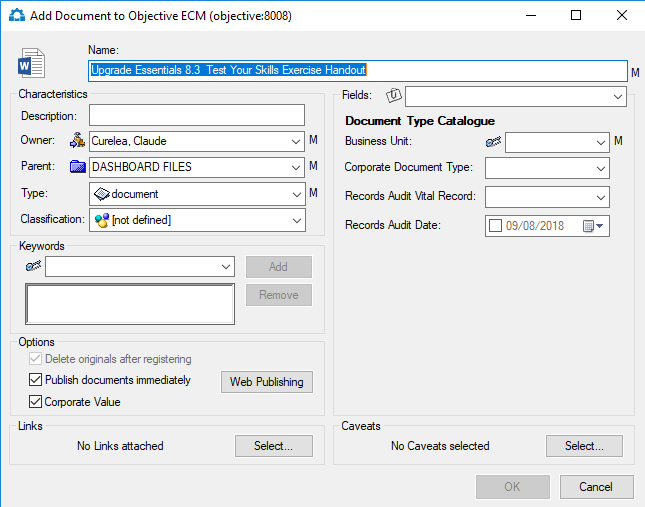 Add Document to Objective ECM (objective:8008)
Name:
Upgrade Essentials 8.3  Test Your Skills Exercise Handout
M
Characteristics
Description:
Owner: Curelea, Claude M
Parent: DASHBOARD FILES M
Type: document M
Classification: [not defined]
Keywords
Add
Remove
Options
Delete originals after registering
Publish documents immediately
Web Publishing
Corporate Value
Links
No Links attached
Select...
Fields:
Document Type Catalogue
Business Unit: M
Corporate Document Type:
Records Audit Vital Record:
Records Audit Date: 09/08/2018
Caveats
No Caveats selected
Select...
OK
Cancel